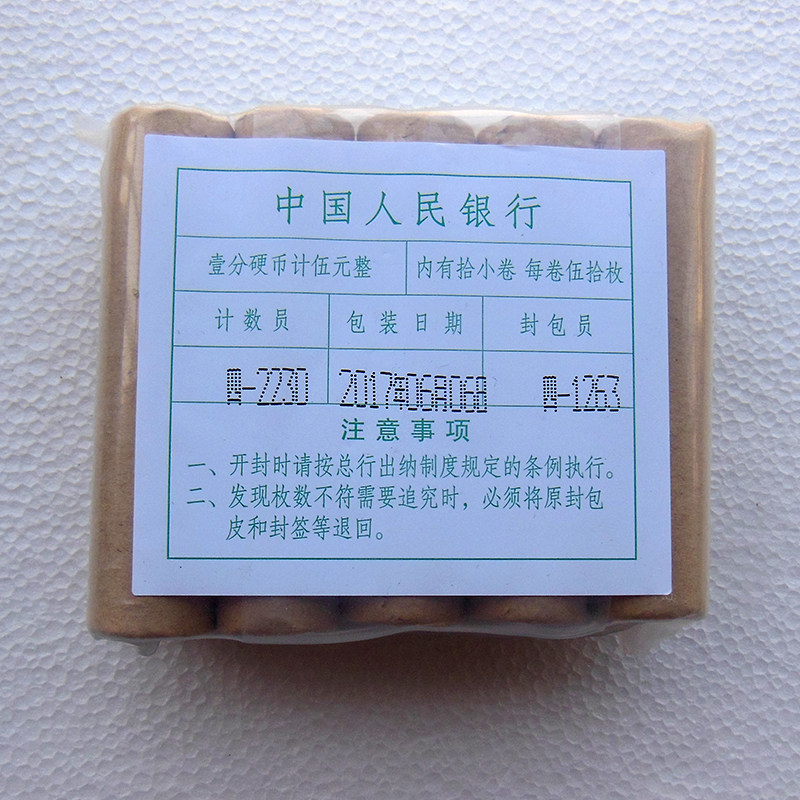 中国人民银行
壹分硬币计伍元整 内有拾小卷 每卷伍拾枚
计数员 包装日期 封包员
-2230 2017年06月06日 -1263
注意事项
一、开封时请按总行出纳制度规定的条例执行。
二、发现枚数不符需要追究时，必须将原封包
皮和封签等退回。